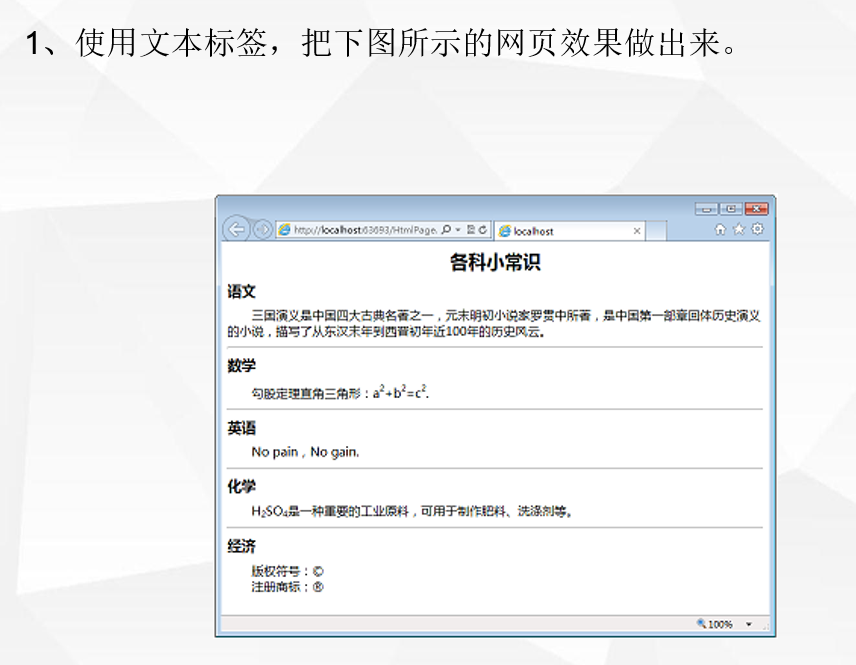 1、使用文本标签，把下图所示的网页效果做出来。
http://localhost:63693/HtmlPage.
localhost
各科小常识
语文
三国演义是中国四大古典名著之一，元末明初小说家罗贯中所著，是中国第一部章回体历史演义
的小说，描写了从东汉末年到西晋初年近100年的历史风云。
数学
勾股定理直角三角形：a²+b²=c².
英语
No pain，No gain.
化学
H₂SO₄是一种重要的工业原料，可用于制作肥料、洗涤剂等。
经济
版权符号：©
注册商标：®
100%